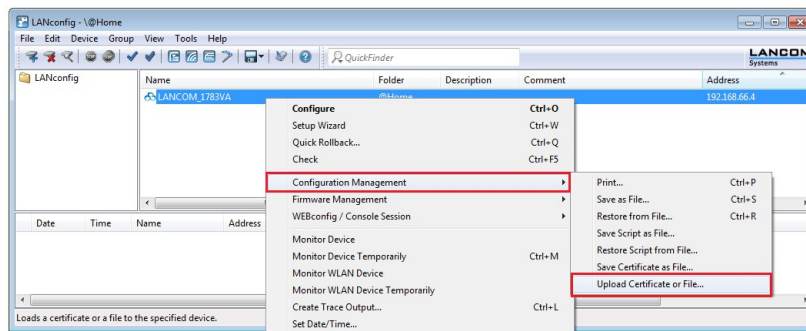 LANconfig - \@Home
File Edit Device Group View Tools Help
QuickFinder
LANCOM
Systems
LANconfig
Name Folder Description Comment Address
LANCOM_1783VA @Home 192.168.66.4
Configure Ctrl+O
Setup Wizard Ctrl+W
Quick Rollback... Ctrl+Q
Check Ctrl+F5
Configuration Management
Firmware Management
WEBconfig / Console Session
Monitor Device
Monitor Device Temporarily Ctrl+M
Monitor WLAN Device
Monitor WLAN Device Temporarily
Create Trace Output... Ctrl+L
Set Date/Time...
Print... Ctrl+P
Save as File... Ctrl+S
Restore from File... Ctrl+R
Save Script as File...
Restore Script from File...
Save Certificate as File...
Upload Certificate or File...
Date Time Name Address
Loads a certificate or a file to the specified device.